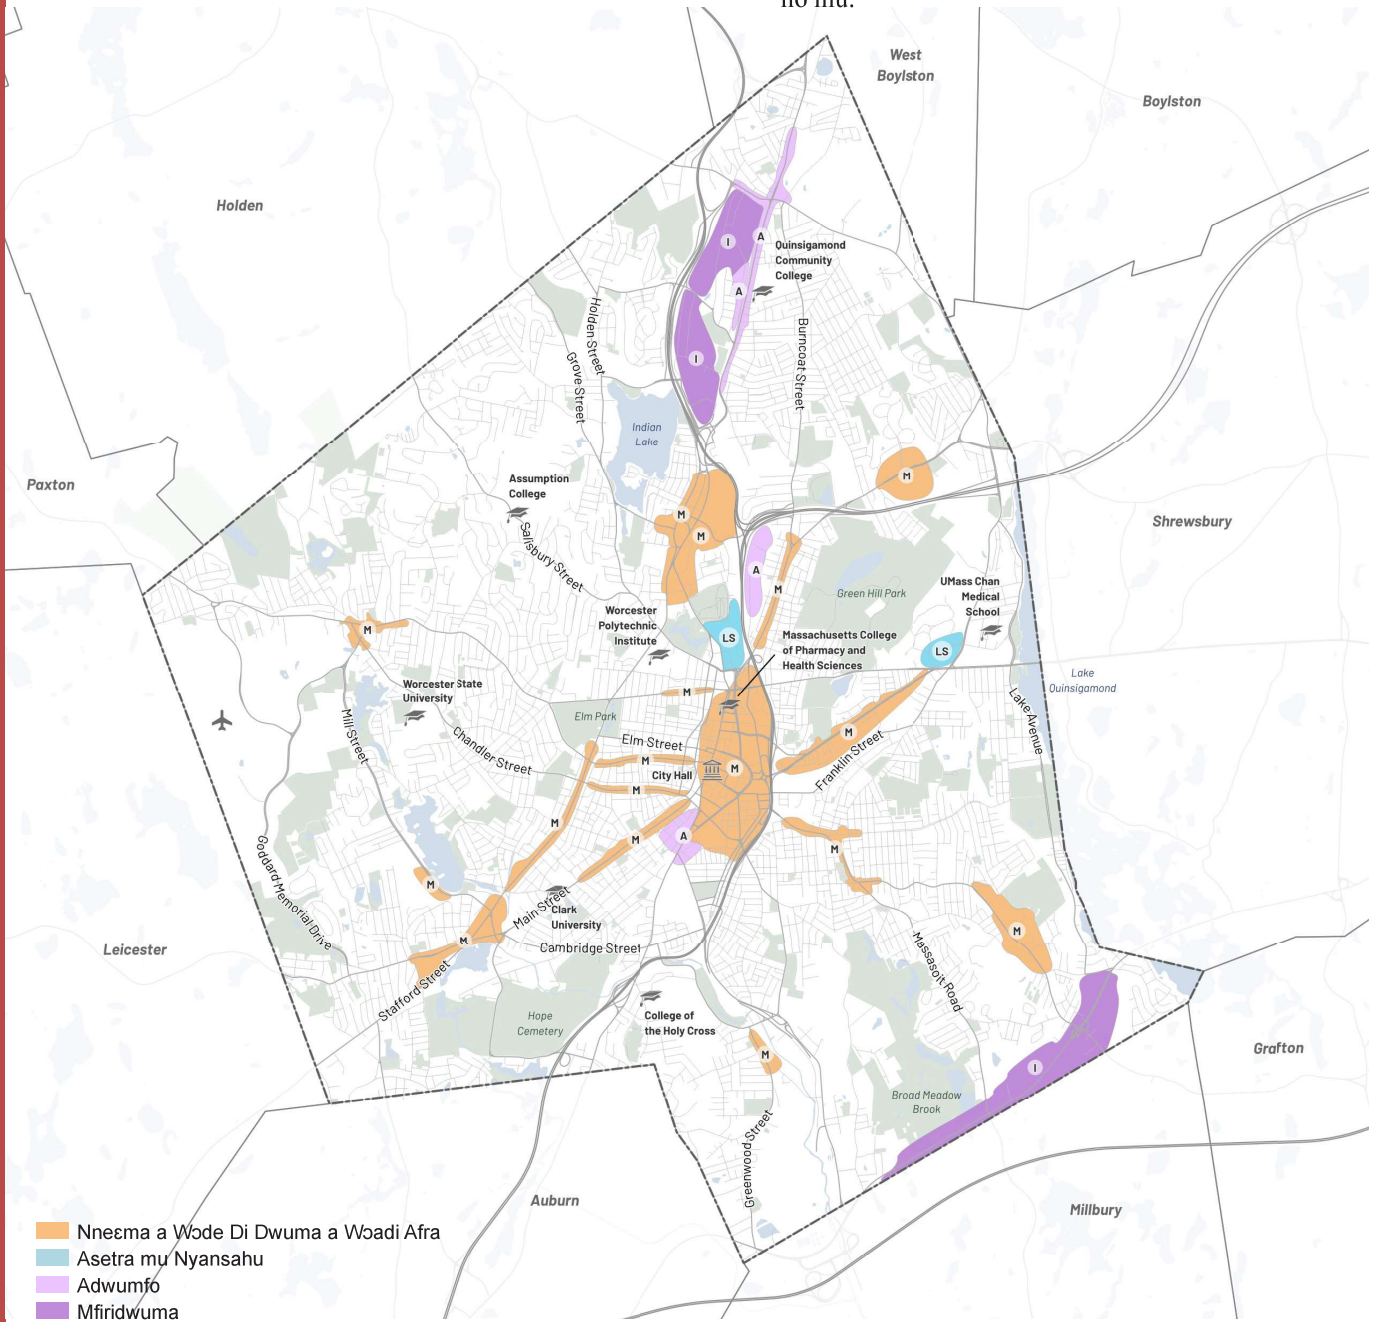 no mu.
West
Boylston
Boylston
Holden
I
A
Quinsigamond
Community
College
A
Holden Street
Grove Street
Burncoat Street
I
Indian
Lake
Paxton
Assumption
College
M
Shrewsbury
M
M
Salisbury Street
A
M
Green Hill Park
UMass Chan
Medical
School
Worcester
Polytechnic
Institute
LS
Massachusetts College
of Pharmacy and
Health Sciences
LS
M
Lake
Quinsigamond
Worcester State
University
M
Mill Street
Elm Park
Lake Avenue
Chandler Street
Elm Street
M
Franklin Street
M
City Hall
M
M
M
M
A
M
Goddard Memorial Drive
M
Main Street
Clark
University
M
Leicester
M
Cambridge Street
Massasoit Road
Stafford Street
Hope
Cemetery
College of
the Holy Cross
M
I
Grafton
Broad Meadow
Brook
Greenwood Street
Auburn
Millbury
Nneɛma a Wɔde Di Dwuma a Wɔadi Afra
Asetra mu Nyansahu
Adwumfo
Mfiridwuma